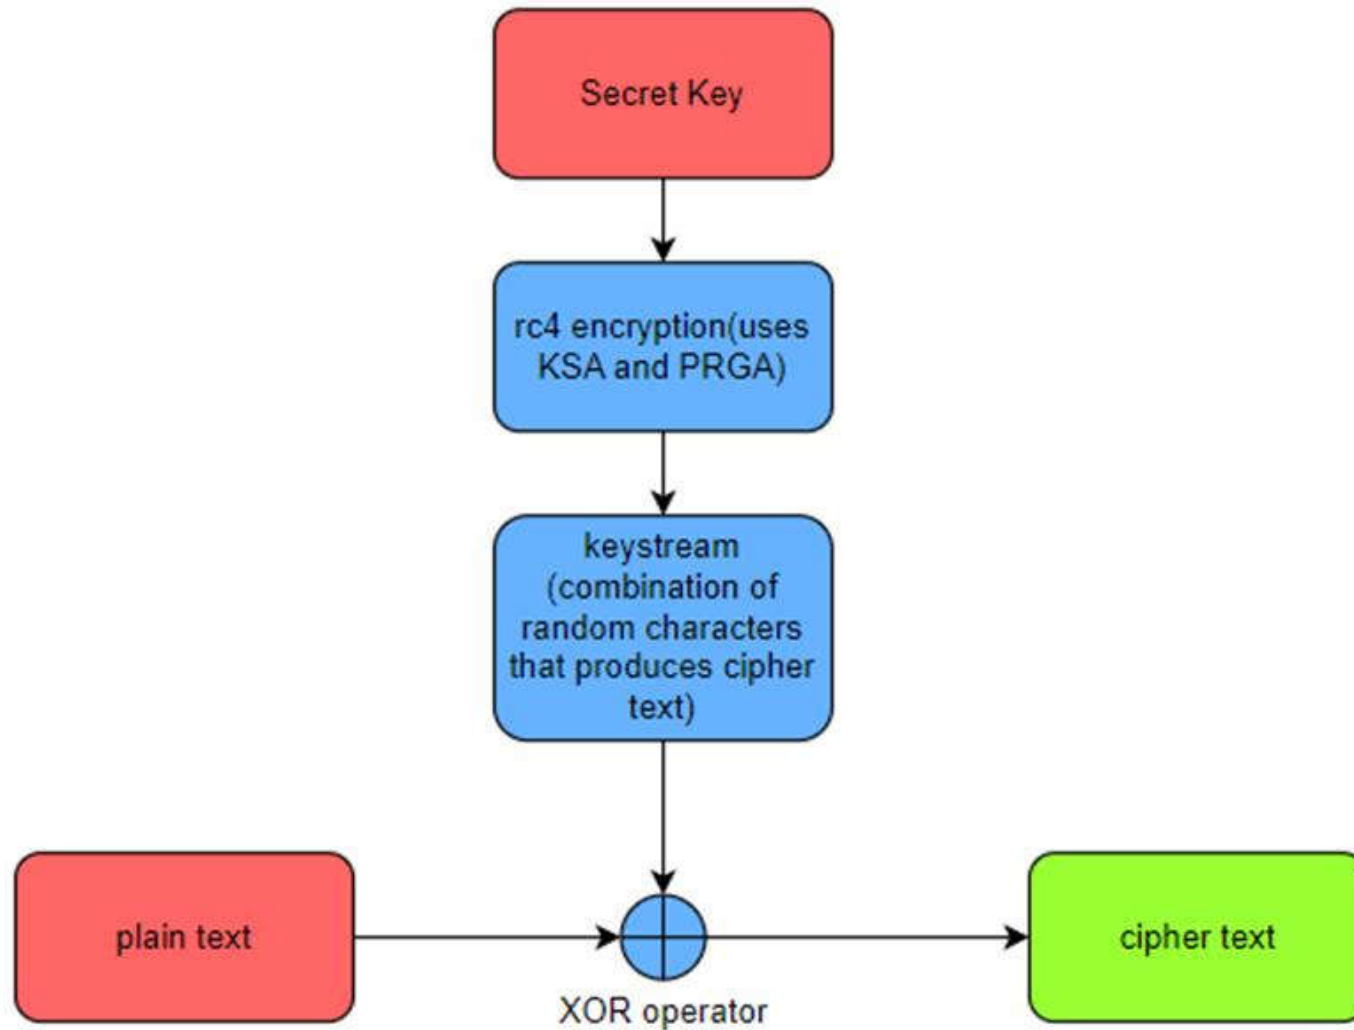 Secret Key
rc4 encryption(uses
KSA and PRGA)
keystream
(combination of
random characters
that produces cipher
text)
plain text
cipher text
XOR operator